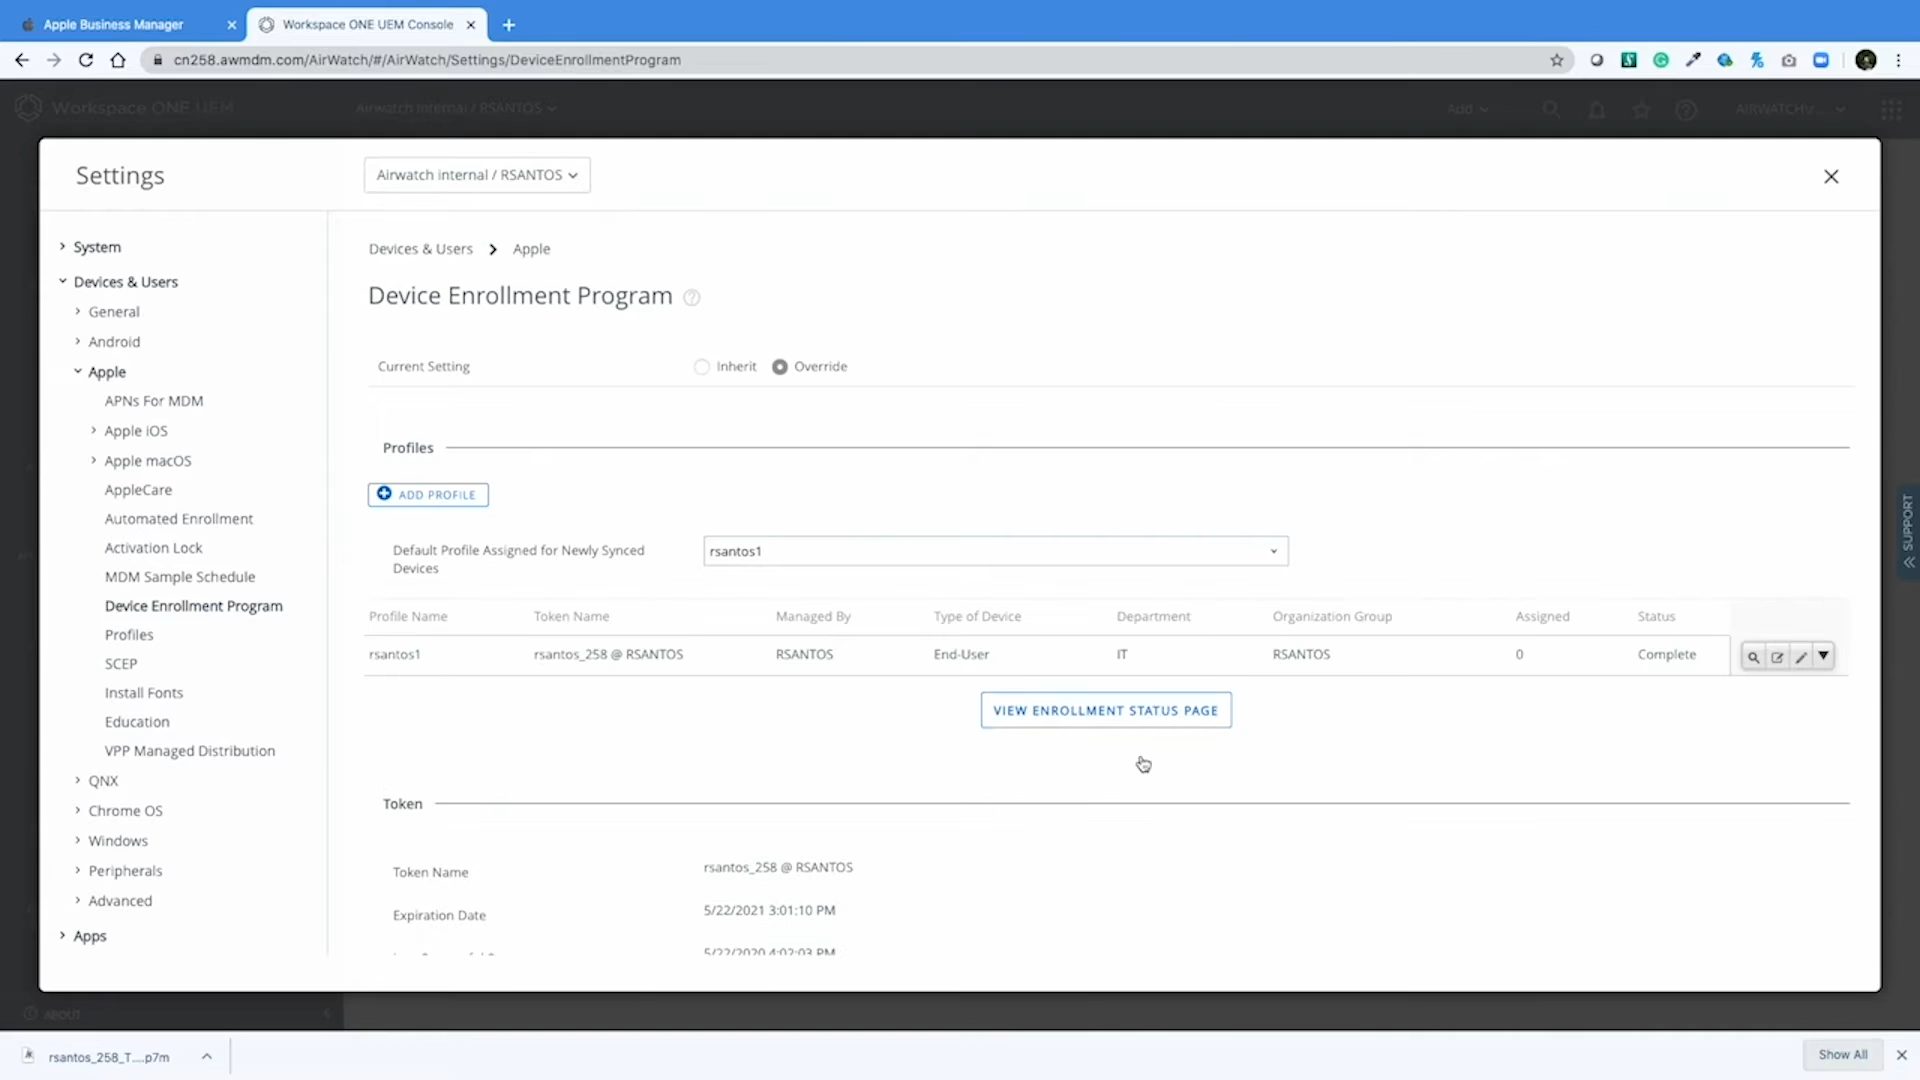 Apple Business Manager
Workspace ONE UEM Console
cn258.awmdm.com/AirWatch/#/AirWatch/Settings/DeviceEnrollmentProgram
Workspace ONE UEM
Airwatch internal / RSANTOS
Add
Settings
Airwatch internal / RSANTOS
System
Devices & Users
General
Android
Apple
APNs For MDM
Apple iOS
Apple macOS
AppleCare
Automated Enrollment
Activation Lock
MDM Sample Schedule
Device Enrollment Program
Profiles
SCEP
Install Fonts
Education
VPP Managed Distribution
QNX
Chrome OS
Windows
Peripherals
Advanced
Apps
Devices & Users > Apple
Device Enrollment Program
Current Setting Inherit Override
Profiles
ADD PROFILE
Default Profile Assigned for Newly Synced
Devices
rsantos1
Profile Name Token Name Managed By Type of Device Department Organization Group Assigned Status
rsantos1 rsantos_258 @ RSANTOS RSANTOS End-User IT RSANTOS 0 Complete
VIEW ENROLLMENT STATUS PAGE
Token
Token Name rsantos_258 @ RSANTOS
Expiration Date 5/22/2021 3:01:10 PM
5/22/2020 4:02:03 PM
SUPPORT
ABOUT
rsantos_258_T....p7m
Show All